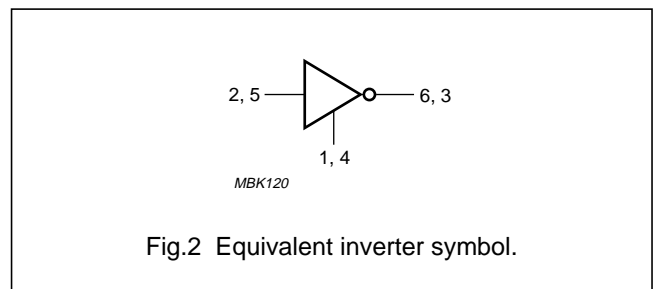 2, 5
6, 3
1, 4
MBK120
Fig.2 Equivalent inverter symbol.